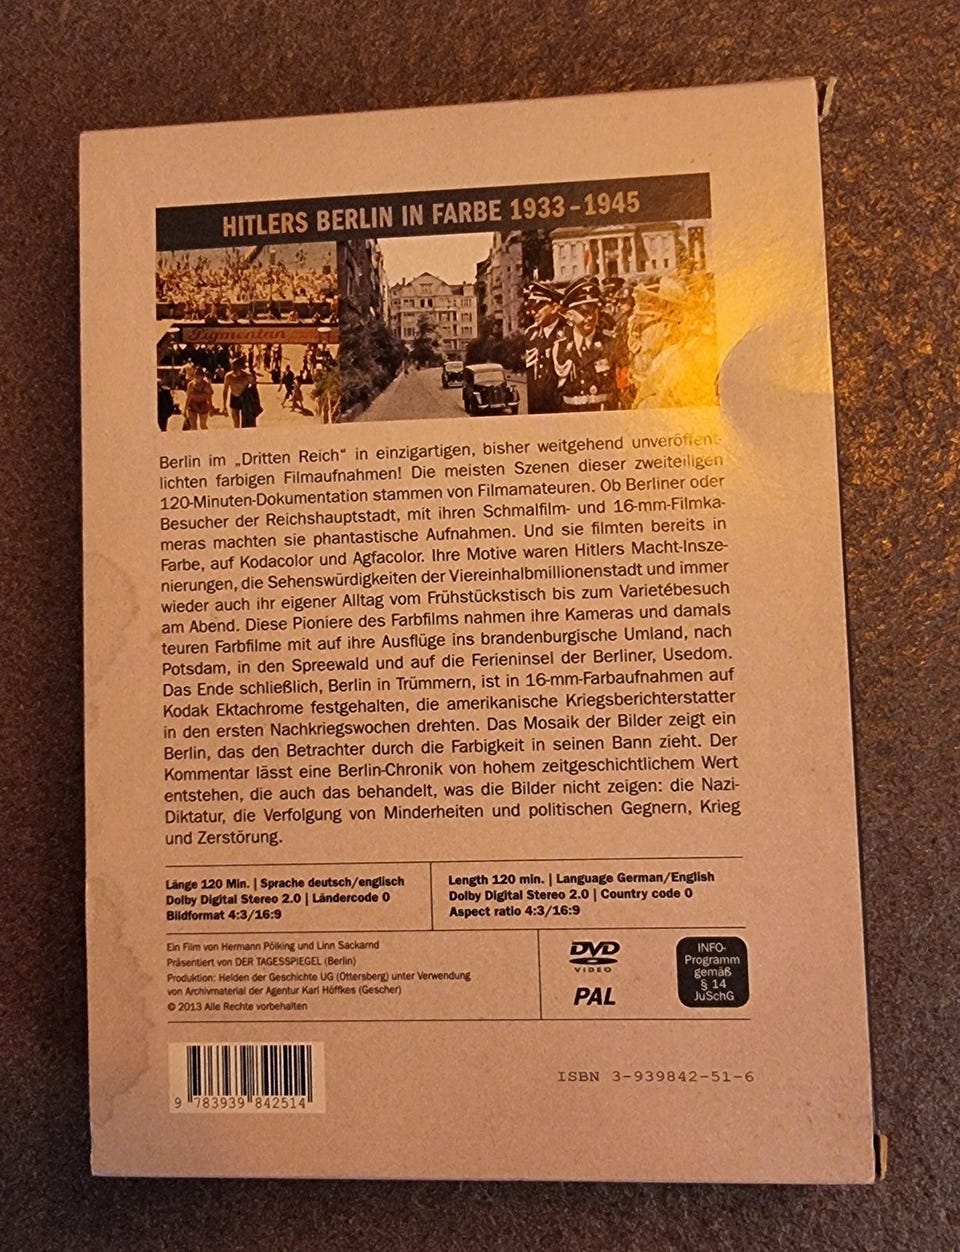 HITLERS BERLIN IN FARBE 1933–1945
Berlin im „Dritten Reich“ in einzigartigen, bisher weitgehend unveröffent-
lichten farbigen Filmaufnahmen! Die meisten Szenen dieser zweiteiligen
120-Minuten-Dokumentation stammen von Filmamateuren. Ob Berliner oder
Besucher der Reichshauptstadt, mit ihren Schmalfilm- und 16-mm-Filmka-
meras machten sie phantastische Aufnahmen. Und sie filmten bereits in
Farbe, auf Kodacolor und Agfacolor. Ihre Motive waren Hitlers Macht-Insze-
nierungen, die Sehenswürdigkeiten der Viereinhalbmillionenstadt und immer
wieder auch ihr eigener Alltag vom Frühstückstisch bis zum Varietébesuch
am Abend. Diese Pioniere des Farbfilms nahmen ihre Kameras und damals
teuren Farbfilme mit auf ihre Ausflüge ins brandenburgische Umland, nach
Potsdam, in den Spreewald und auf die Ferieninsel der Berliner, Usedom.
Das Ende schließlich, Berlin in Trümmern, ist in 16-mm-Farbaufnahmen auf
Kodak Ektachrome festgehalten, die amerikanische Kriegsberichterstatter
in den ersten Nachkriegswochen drehten. Das Mosaik der Bilder zeigt ein
Berlin, das den Betrachter durch die Farbigkeit in seinen Bann zieht. Der
Kommentar lässt eine Berlin-Chronik von hohem zeitgeschichtlichem Wert
entstehen, die auch das behandelt, was die Bilder nicht zeigen: die Nazi-
Diktatur, die Verfolgung von Minderheiten und politischen Gegnern, Krieg
und Zerstörung.
Länge 120 Min. | Sprache deutsch/englisch
Dolby Digital Stereo 2.0 | Ländercode 0
Bildformat 4:3/16:9
Length 120 min. | Language German/English
Dolby Digital Stereo 2.0 | Country code 0
Aspect ratio 4:3/16:9
Ein Film von Hermann Pölking und Linn Sackarnd
Präsentiert von DER TAGESSPIEGEL (Berlin)
Produktion: Helden der Geschichte UG (Ottersberg) unter Verwendung
von Archivmaterial der Agentur Karl Höffkes (Gescher)
© 2013 Alle Rechte vorbehalten
DVD
VIDEO
PAL
INFO-
Programm
gemäß
§ 14
JuSchG
9 783939 842514
ISBN 3-939842-51-6